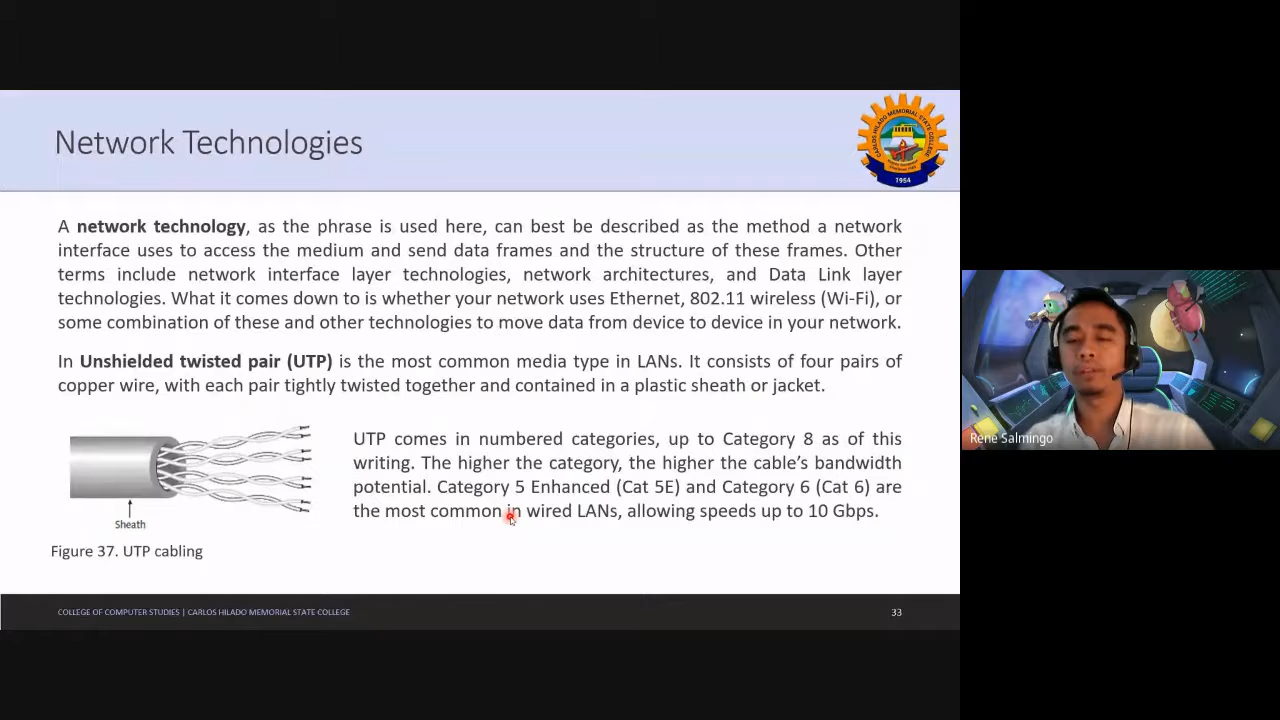 Network Technologies
CARLOS HILADO MEMORIAL STATE COLLEGE
1954
A network technology, as the phrase is used here, can best be described as the method a network
interface uses to access the medium and send data frames and the structure of these frames. Other
terms include network interface layer technologies, network architectures, and Data Link layer
technologies. What it comes down to is whether your network uses Ethernet, 802.11 wireless (Wi-Fi), or
some combination of these and other technologies to move data from device to device in your network.
In Unshielded twisted pair (UTP) is the most common media type in LANs. It consists of four pairs of
copper wire, with each pair tightly twisted together and contained in a plastic sheath or jacket.
Sheath
Figure 37. UTP cabling
UTP comes in numbered categories, up to Category 8 as of this
writing. The higher the category, the higher the cable’s bandwidth
potential. Category 5 Enhanced (Cat 5E) and Category 6 (Cat 6) are
the most common in wired LANs, allowing speeds up to 10 Gbps.
COLLEGE OF COMPUTER STUDIES | CARLOS HILADO MEMORIAL STATE COLLEGE
33
Rene Salmingo